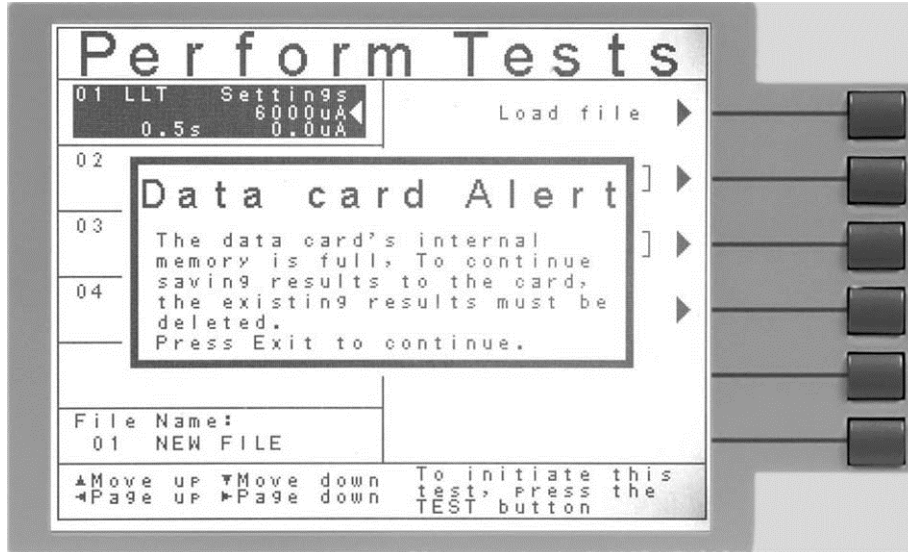 Perform Tests
01 LLT Settings
6000uA
0.5s 0.0uA
Load file
02
]
03
]
04
Data card Alert
The data card's internal
memory is full, To continue
saving results to the card,
the existing results must be
deleted.
Press Exit to continue.
File Name:
01 NEW FILE
▲Move up ▼Move down
◄Page up ►Page down
To initiate this
test, press the
TEST button